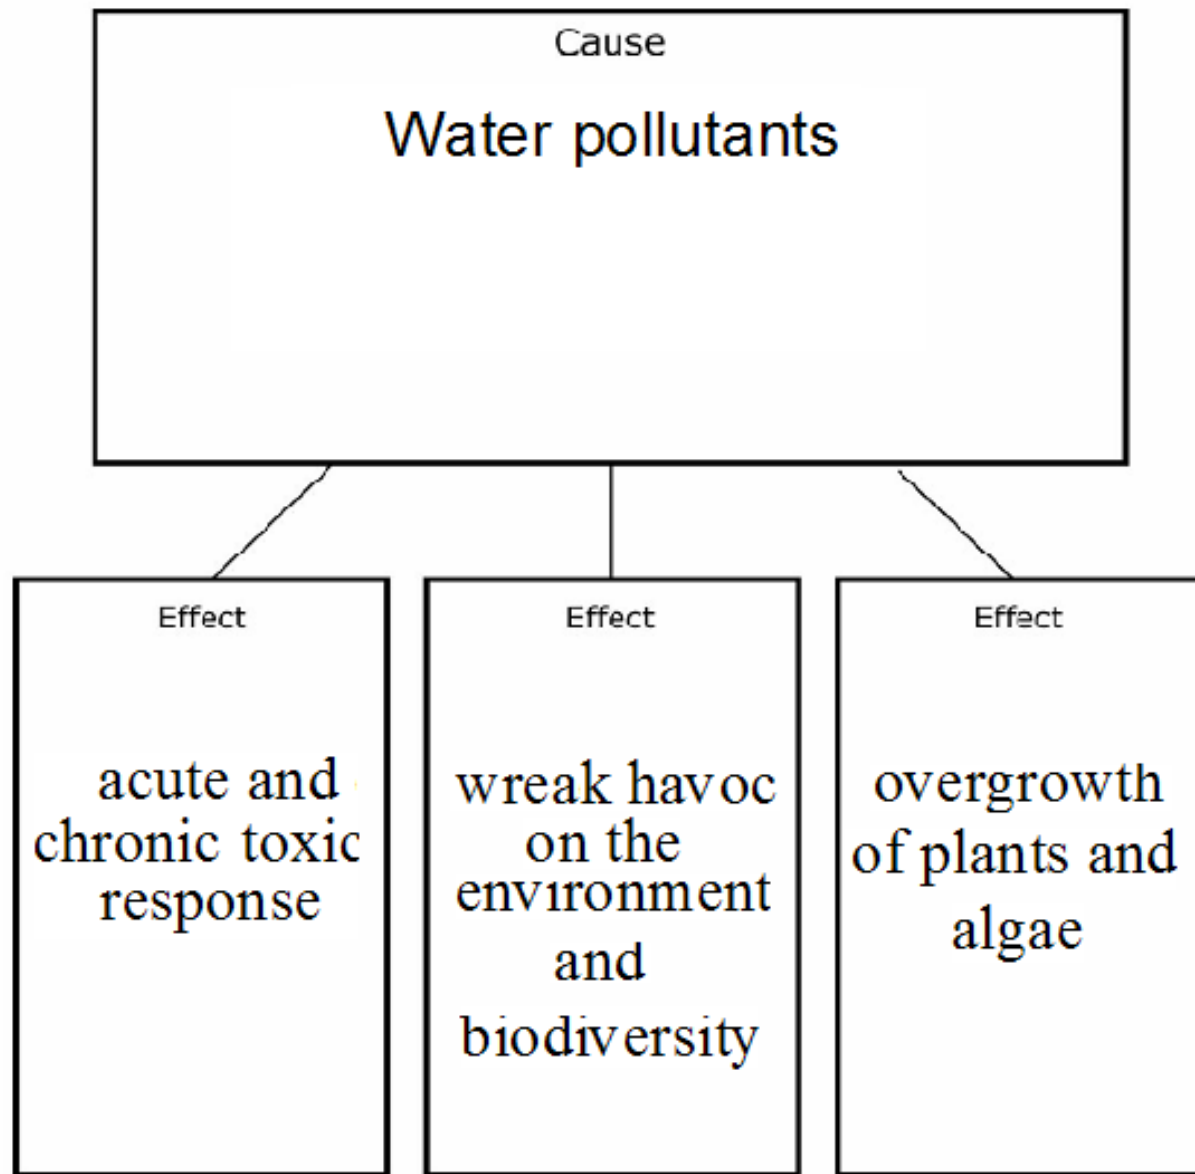 Cause
Water pollutants
Effect
acute and
chronic toxic
response
Effect
wreak havoc
on the
environment
and
biodiversity
Effect
overgrowth
of plants and
algae